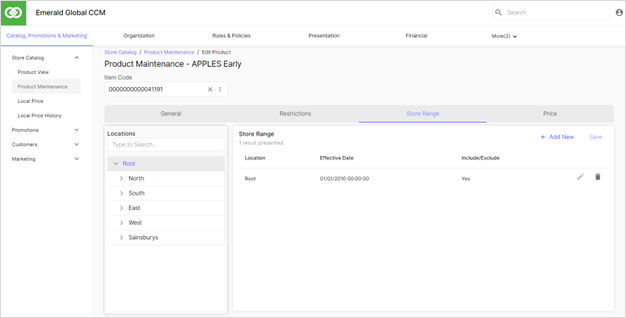 Emerald Global CCM
Search
Catalog, Promotions & Marketing
Organization
Rules & Policies
Presentation
Financial
More(2)
Store Catalog
Product View
Product Maintenance
Local Price
Local Price History
Promotions
Customers
Marketing
Store Catalog / Product Maintenance / Edit Product
Product Maintenance - APPLES Early
Item Code
0000000000041191
General
Restrictions
Store Range
Price
Locations
Type to Search...
Root
North
South
East
West
Sainsburys
Store Range
1 result presented
Add New
Save
Location
Effective Date
Include/Exclude
Root
01/01/2010 00:00:00
Yes